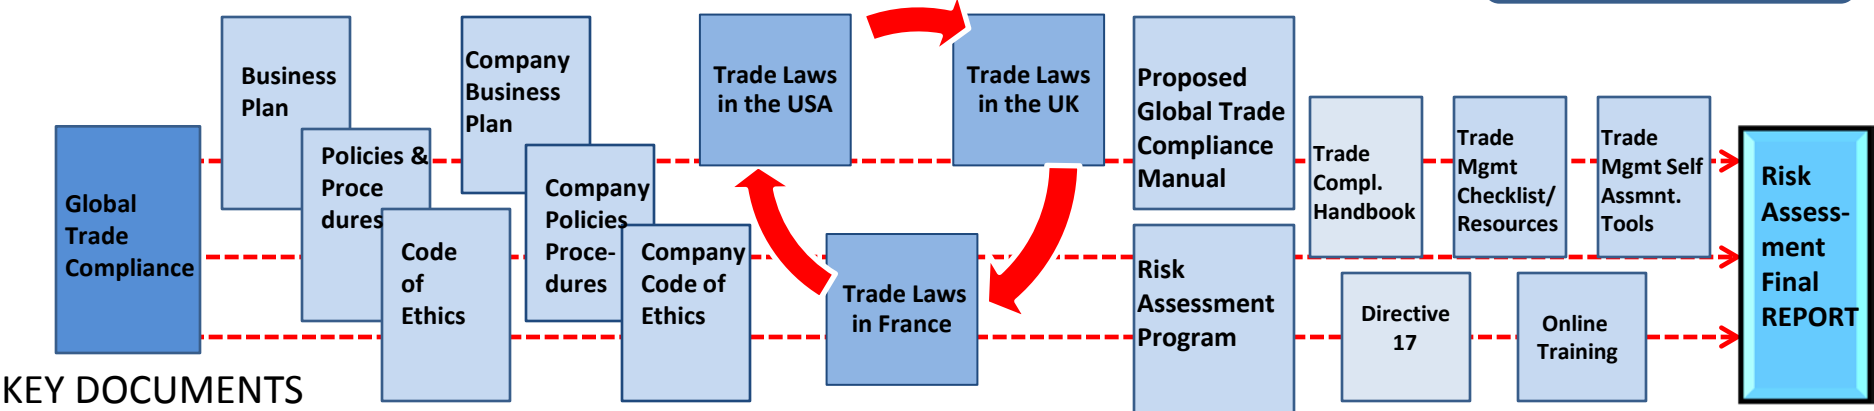 Global
Trade
Compliance
Business
Plan
Policies &
Proce
dures
Code
of
Ethics
Company
Business
Plan
Company
Policies
Proce-
dures
Company
Code of
Ethics
Trade Laws
in the USA
Trade Laws
in the UK
Trade Laws
in France
Proposed
Global Trade
Compliance
Manual
Risk
Assessment
Program
Trade
Compl.
Handbook
Trade
Mgmt
Checklist/
Resources
Trade
Mgmt Self
Assmnt.
Tools
Directive
17
Online
Training
Risk
Assess-
ment
Final
REPORT
KEY DOCUMENTS